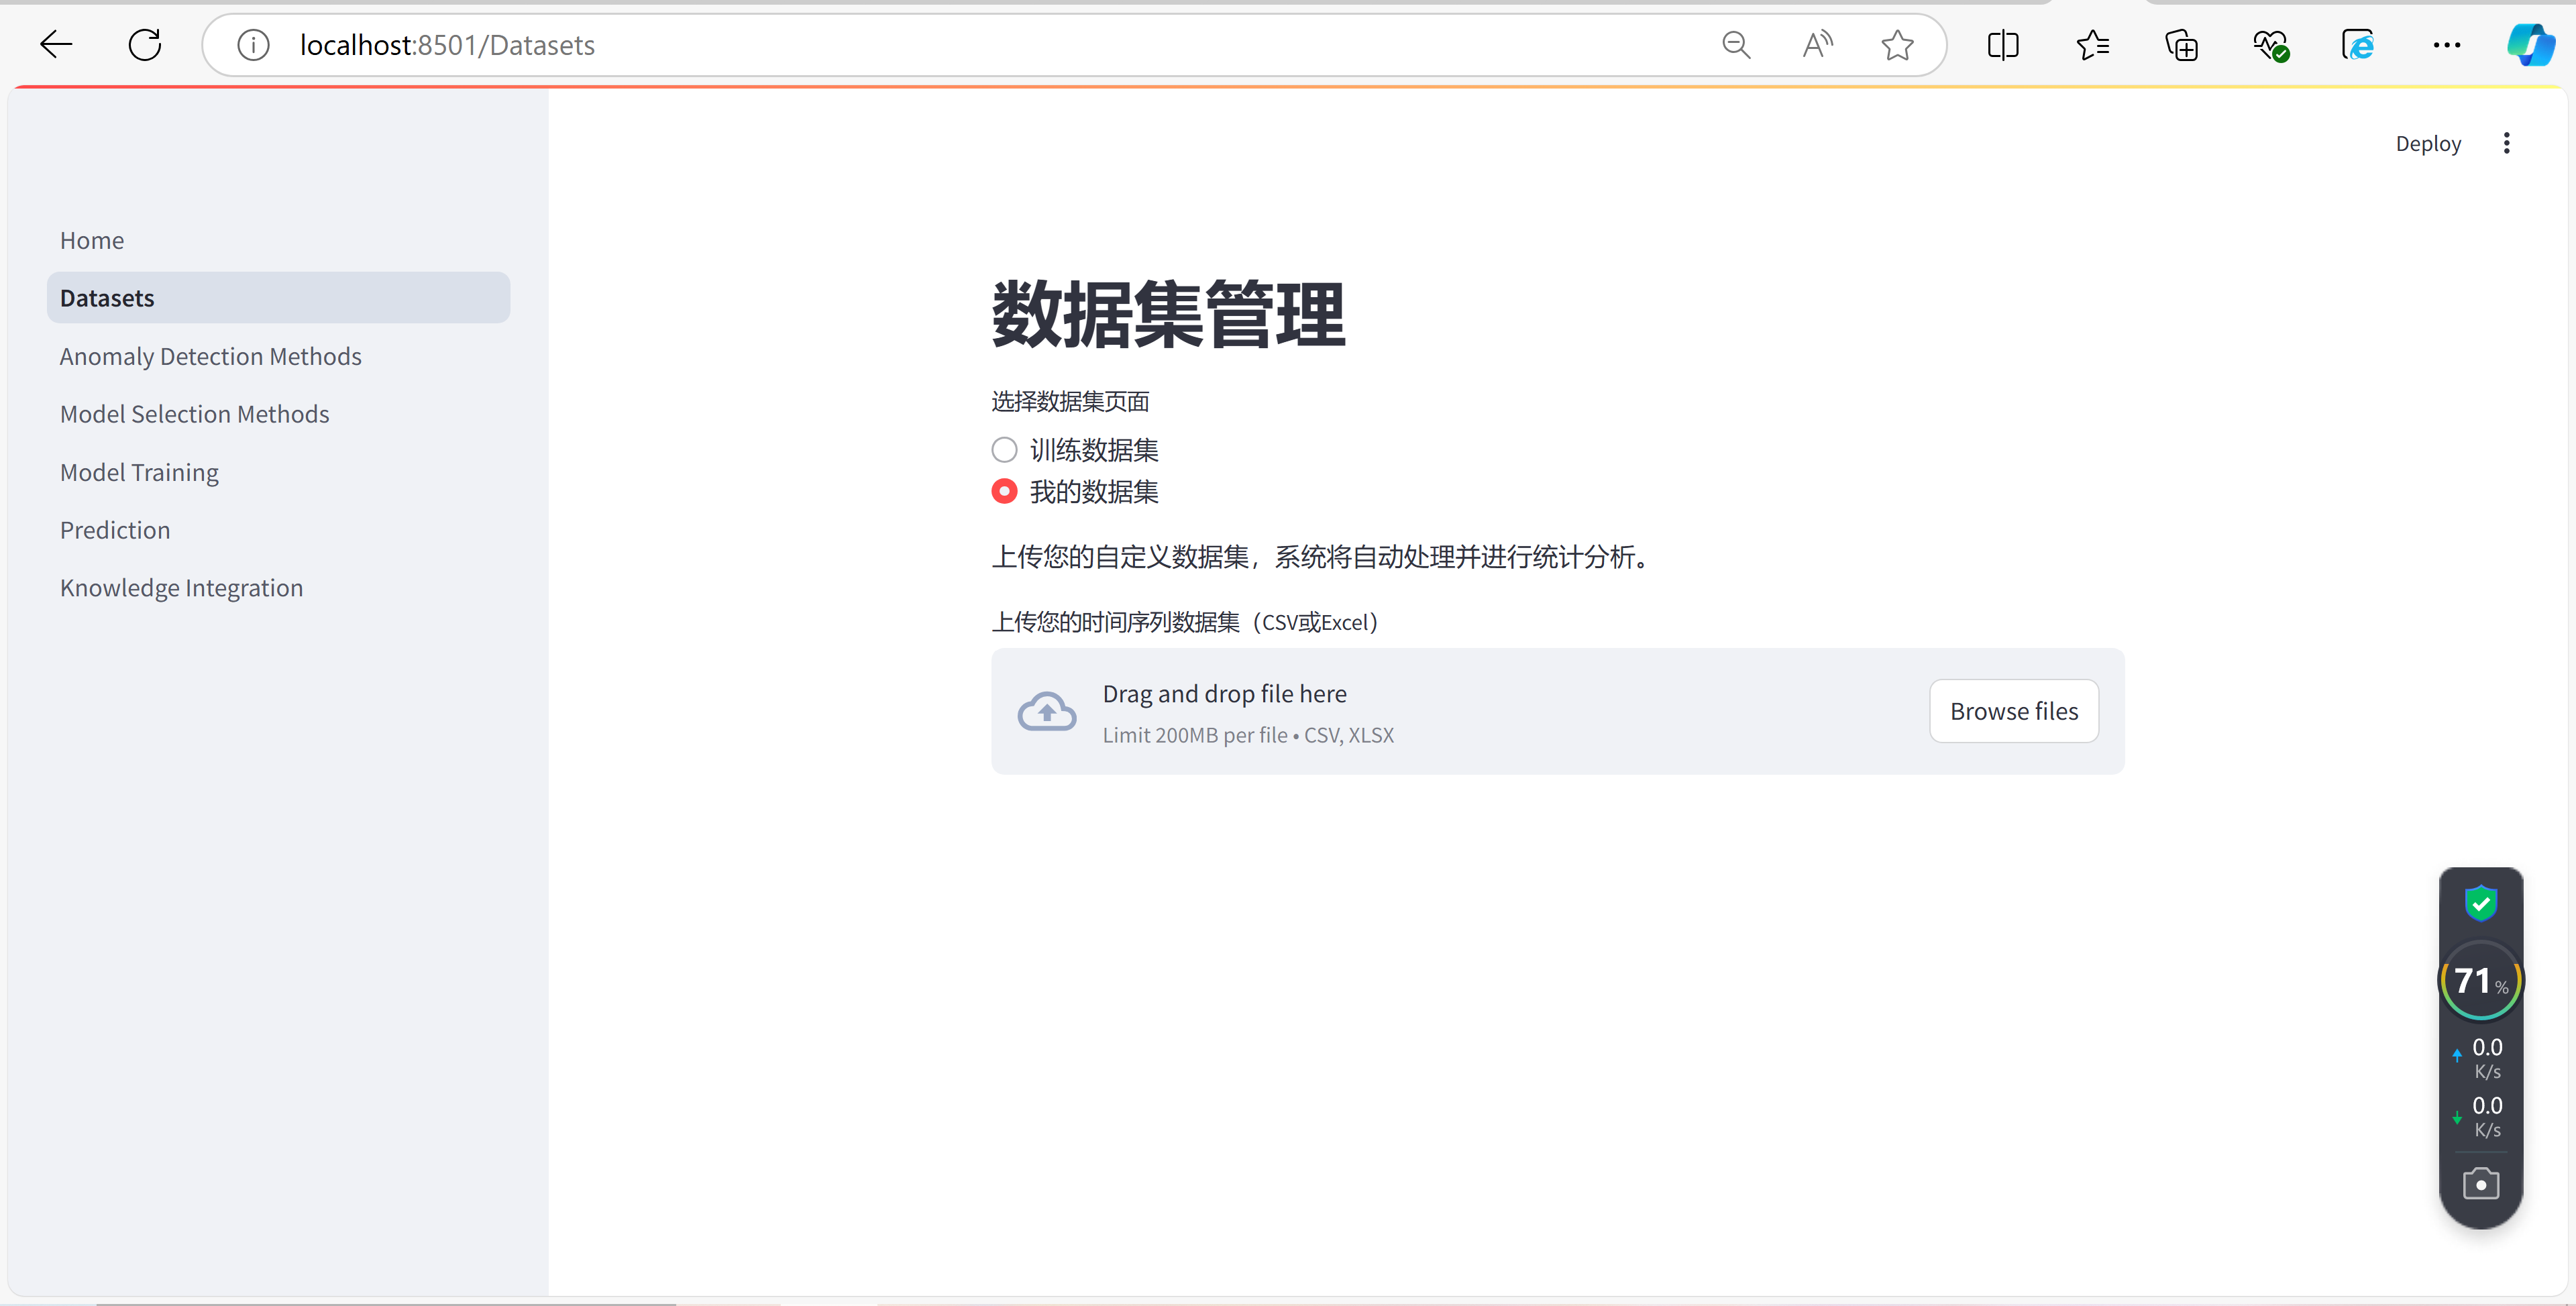 localhost:8501/Datasets
Deploy
Home
Datasets
Anomaly Detection Methods
Model Selection Methods
Model Training
Prediction
Knowledge Integration
数据集管理
选择数据集页面
训练数据集
我的数据集
上传您的自定义数据集，系统将自动处理并进行统计分析。
上传您的时间序列数据集（CSV或Excel）
Drag and drop file here
Limit 200MB per file • CSV, XLSX
Browse files
71%
0.0
K/s
0.0
K/s